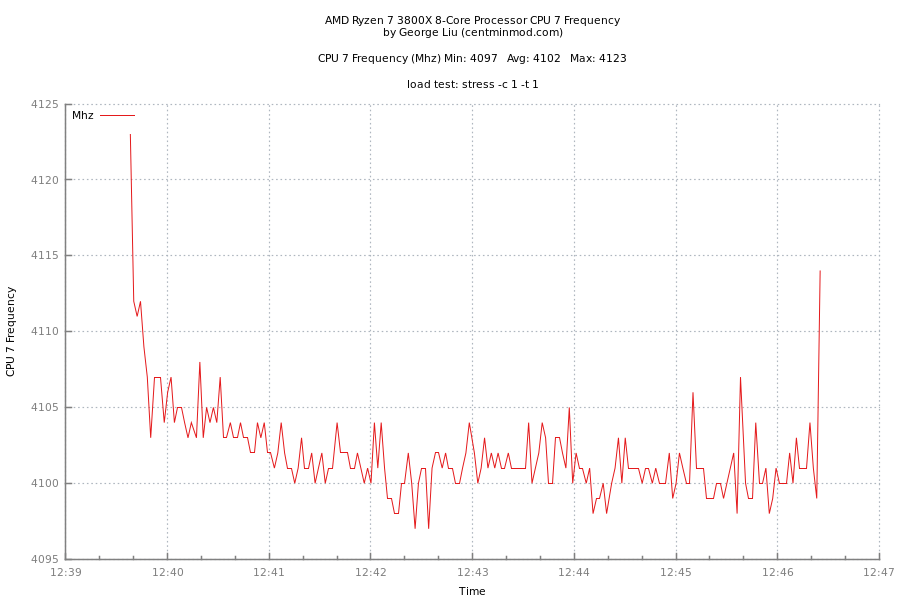 AMD Ryzen 7 3800X 8-Core Processor CPU 7 Frequency
by George Liu (centminmod.com)
CPU 7 Frequency (Mhz) Min: 4097 Avg: 4102 Max: 4123
load test: stress -c 1 -t 1
Mhz
4125
4120
4115
4110
4105
4100
4095
CPU 7 Frequency
12:39 12:40 12:41 12:42 12:43 12:44 12:45 12:46 12:47
Time